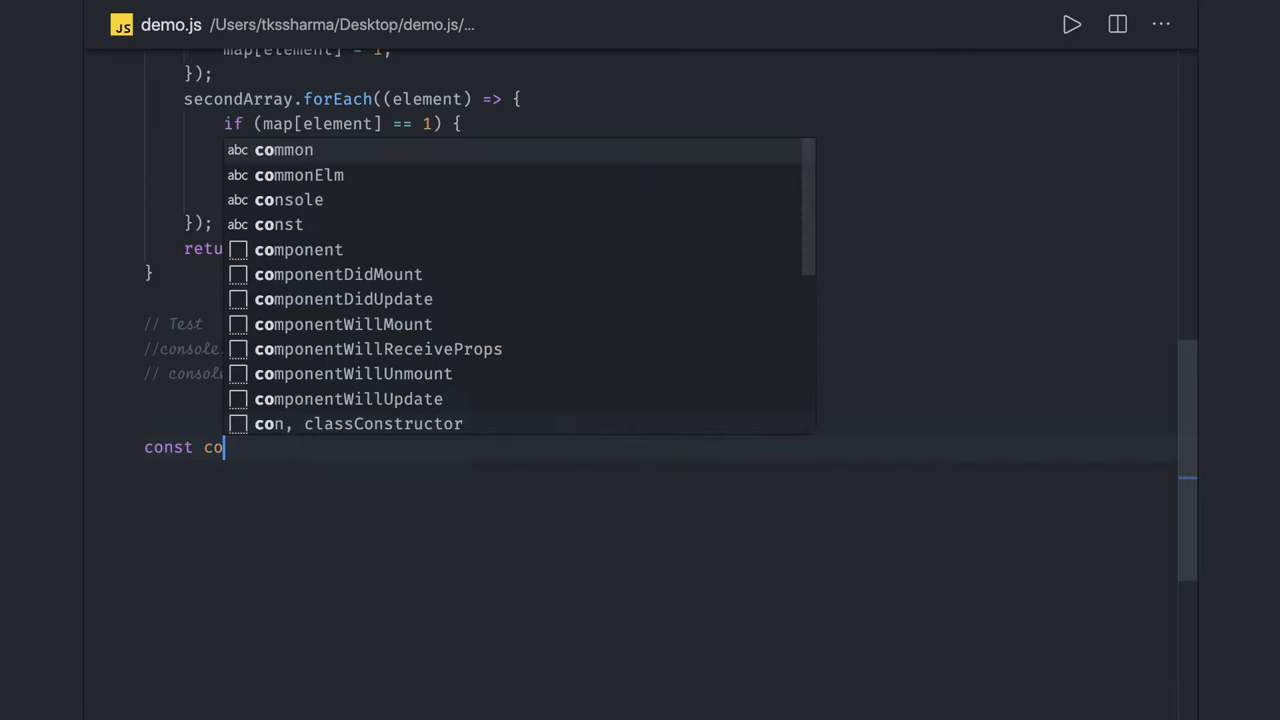 JS demo.js /Users/tkssharma/Desktop/demo.js/...
map[element] = 1;
});
secondArray.forEach((element) => {
if (map[element] == 1) {
abc common
abc commonElm
abc console
abc const
}); component
retu componentDidMount
} componentDidUpdate
// Test componentWillMount
//console. componentWillReceiveProps
// console componentWillUnmount
componentWillUpdate
con, classConstructor
const co